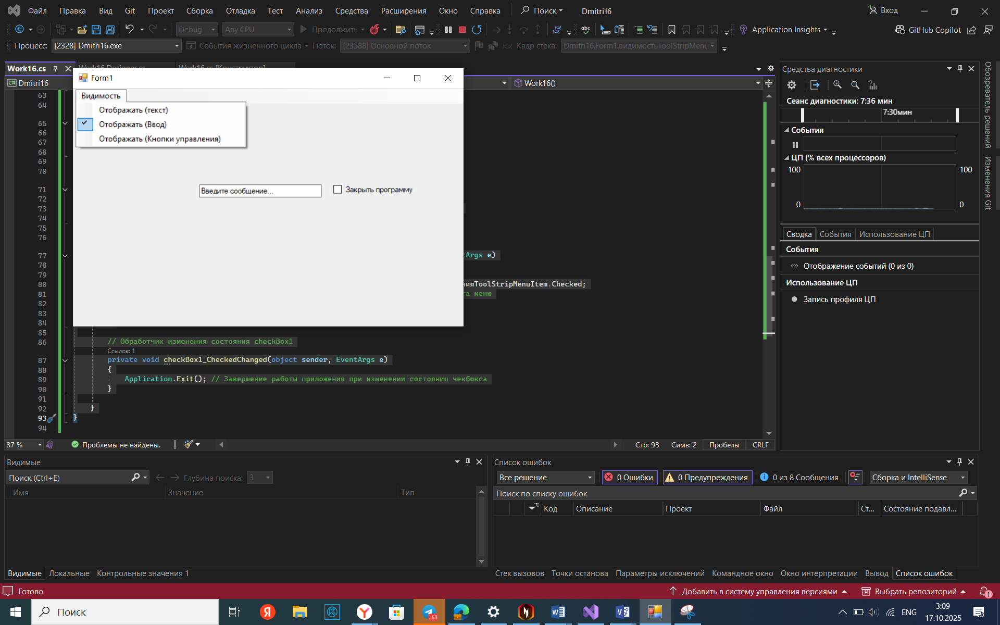 Файл Правка Вид Git Проект Сборка Отладка Тест Анализ Средства Расширения Окно Справка Поиск Dmitri16 Вход
Debug Any CPU Продолжить Application Insights GitHub Copilot
Процесс: [2328] Dmitri16.exe События жизненного цикла Поток: [23588] Основной поток Кадр стека: Dmitri16.Form1.видимостьToolStripMenu
Work16.cs Work16.Designer.cs Work16.cs [Конструктор]
Dmitri16 Work16()
Form1
Видимость
Отображать (текст)
Отображать (Ввод)
Отображать (Кнопки управления)
Введите сообщение... Закрыть программу
63
64
65
66
67
68
69
70
71
72
73
74
75
76
77 Args e)
78
79
80 ияToolStripMenuItem.Checked;
81 та меню
82
83
84
85
86 // Обработчик изменения состояния checkBox1
Ссылок: 1
87 private void checkBox1_CheckedChanged(object sender, EventArgs e)
88 {
89 Application.Exit(); // Завершение работы приложения при изменении состояния чекбокса
90 }
91
92 }
93 }
94
87 % Проблемы не найдены. Стр: 93 Симв: 2 Пробелы CRLF
Средства диагностики
Сеанс диагностики: 7:36 мин
7:30мин
События
ЦП (% всех процессоров)
100 100
0 0
Сводка События Использование ЦП
События
Отображение событий (0 из 0)
Использование ЦП
Запись профиля ЦП
Обозреватель решений
Изменения Git
Видимые
Поиск (Ctrl+E) Глубина поиска: 3
Имя Значение Тип
Видимые Локальные Контрольные значения 1
Список ошибок
Все решение 0 Ошибки 0 Предупреждения 0 из 8 Сообщения Сборка и IntelliSense
Поиск по списку ошибок
Код Описание Проект Файл Ст... Состояние подавл...
Стек вызовов Точки останова Параметры исключений Командное окно Окно интерпретации Вывод Список ошибок
Готово Добавить в систему управления версиями Выбрать репозиторий 1
Поиск ..63 ENG 3:09
17.10.2025